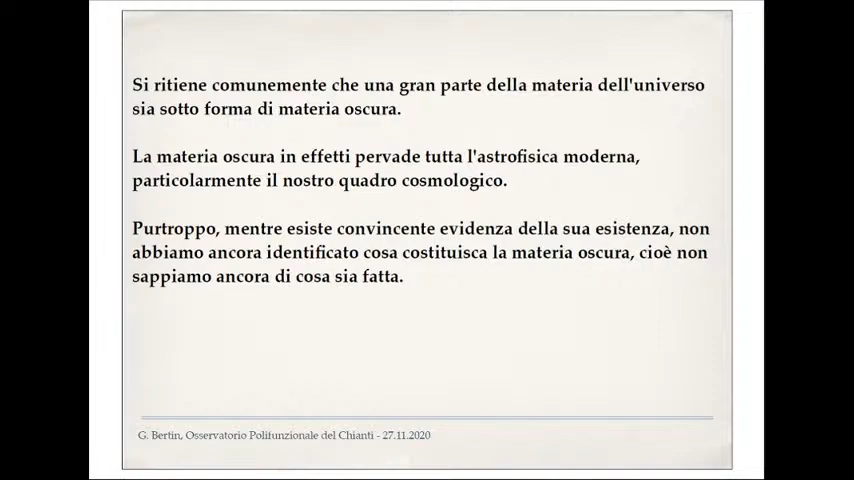 Si ritiene comunemente che una gran parte della materia dell'universo
sia sotto forma di materia oscura.
La materia oscura in effetti pervade tutta l'astrofisica moderna,
particolarmente il nostro quadro cosmologico.
Purtroppo, mentre esiste convincente evidenza della sua esistenza, non
abbiamo ancora identificato cosa costituisca la materia oscura, cioè non
sappiamo ancora di cosa sia fatta.
G. Bertin, Osservatorio Polifunzionale del Chianti - 27.11.2020